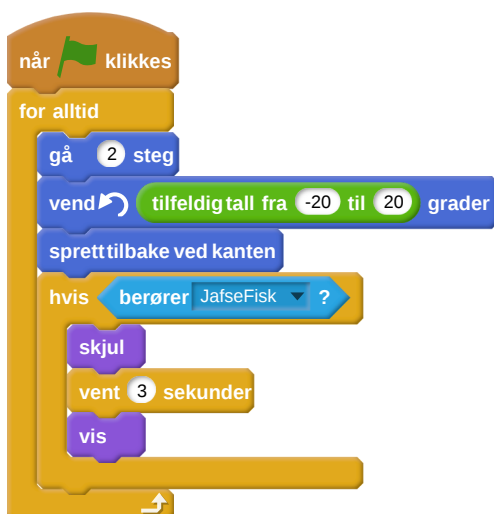 når klikkes
for alltid
gå 2 steg
vend tilfeldig tall fra -20 til 20 grader
sprett tilbake ved kanten
hvis berører JafseFisk ?
skjul
vent 3 sekunder
vis